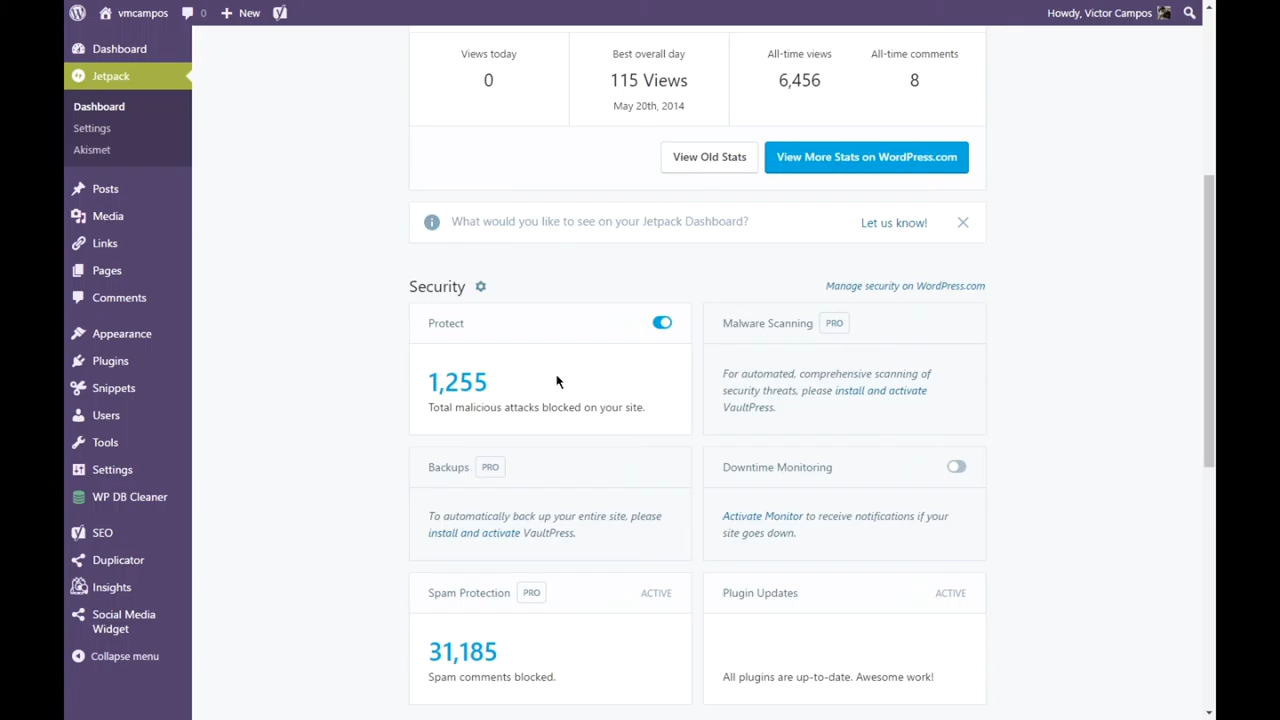 vmcampos
0
New
Howdy, Victor Campos
Dashboard
Jetpack
Dashboard
Settings
Akismet
Posts
Media
Links
Pages
Comments
Appearance
Plugins
Snippets
Users
Tools
Settings
WP DB Cleaner
SEO
Duplicator
Insights
Social Media
Widget
Collapse menu
Views today
0
Best overall day
115 Views
May 20th, 2014
All-time views
6,456
All-time comments
8
View Old Stats
View More Stats on WordPress.com
What would you like to see on your Jetpack Dashboard?
Let us know!
Security
Manage security on WordPress.com
Protect
1,255
Total malicious attacks blocked on your site.
Malware Scanning PRO
For automated, comprehensive scanning of
security threats, please install and activate
VaultPress.
Backups PRO
To automatically back up your entire site, please
install and activate VaultPress.
Downtime Monitoring
Activate Monitor to receive notifications if your
site goes down.
Spam Protection PRO ACTIVE
31,185
Spam comments blocked.
Plugin Updates ACTIVE
All plugins are up-to-date. Awesome work!